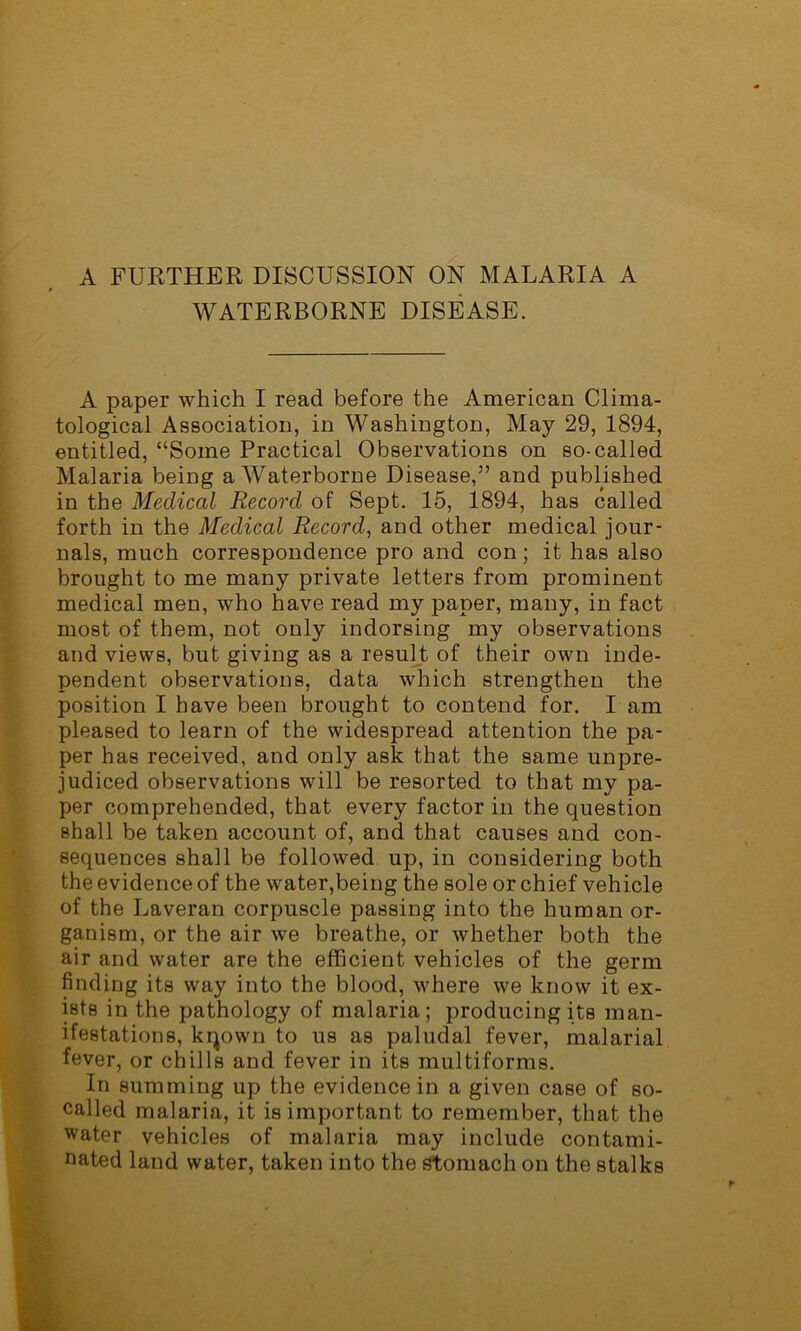 A FURTHER DISCUSSION ON MALARIA A
WATERBORNE DISEASE.
A paper which I read before the American Clima-
tological Association, in Washington, May 29, 1894,
entitled, “Some Practical Observations on so-called
Malaria being a Waterborne Disease,” and published
in the Medical Record of Sept. 15, 1894, has called
forth in the Medical Record, and other medical jour-
nals, much correspondence pro and con; it has also
brought to me many private letters from prominent
medical men, who have read my paper, many, in fact
most of them, not only indorsing my observations
and views, but giving as a result of their own inde-
pendent observations, data which strengthen the
position I have been brought to contend for. I am
pleased to learn of the widespread attention the pa-
per has received, and only ask that the same unpre-
judiced observations will be resorted to that my pa-
per comprehended, that every factor in the question
shall be taken account of, and that causes and con-
sequences shall be followed up, in considering both
the evidence of the water,being the sole or chief vehicle
of the Laveran corpuscle passing into the human or-
ganism, or the air we breathe, or whether both the
air and water are the efficient vehicles of the germ
finding its way into the blood, where we know it ex-
ists in the pathology of malaria; producing its man-
ifestations, known to us as paludal fever, malarial
fever, or chills and fever in its multiforms.
In summing up the evidence in a given case of so-
called malaria, it is important to remember, that the
water vehicles of malaria may include contami-
nated land water, taken into the stomach on the stalks